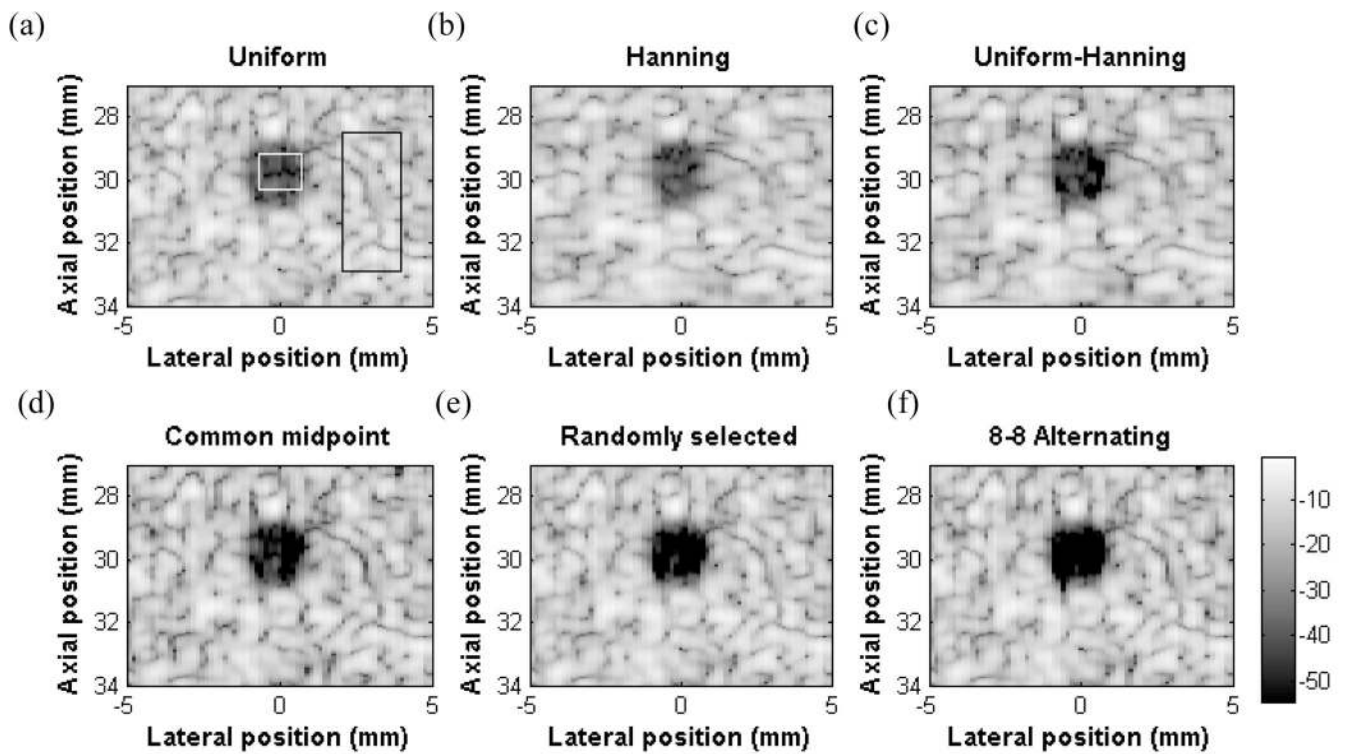 (a)
(b)
(c)
Uniform
Hanning
Uniform-Hanning
Axial position (mm)
28
30
32
34
-5
0
5
Lateral position (mm)
Axial position (mm)
28
30
32
34
-5
0
5
Lateral position (mm)
Axial position (mm)
28
30
32
34
-5
0
5
Lateral position (mm)
(d)
(e)
(f)
Common midpoint
Randomly selected
8-8 Alternating
Axial position (mm)
28
30
32
34
-5
0
5
Lateral position (mm)
Axial position (mm)
28
30
32
34
-5
0
5
Lateral position (mm)
Axial position (mm)
28
30
32
34
-5
0
5
Lateral position (mm)
-10
-20
-30
-40
-50